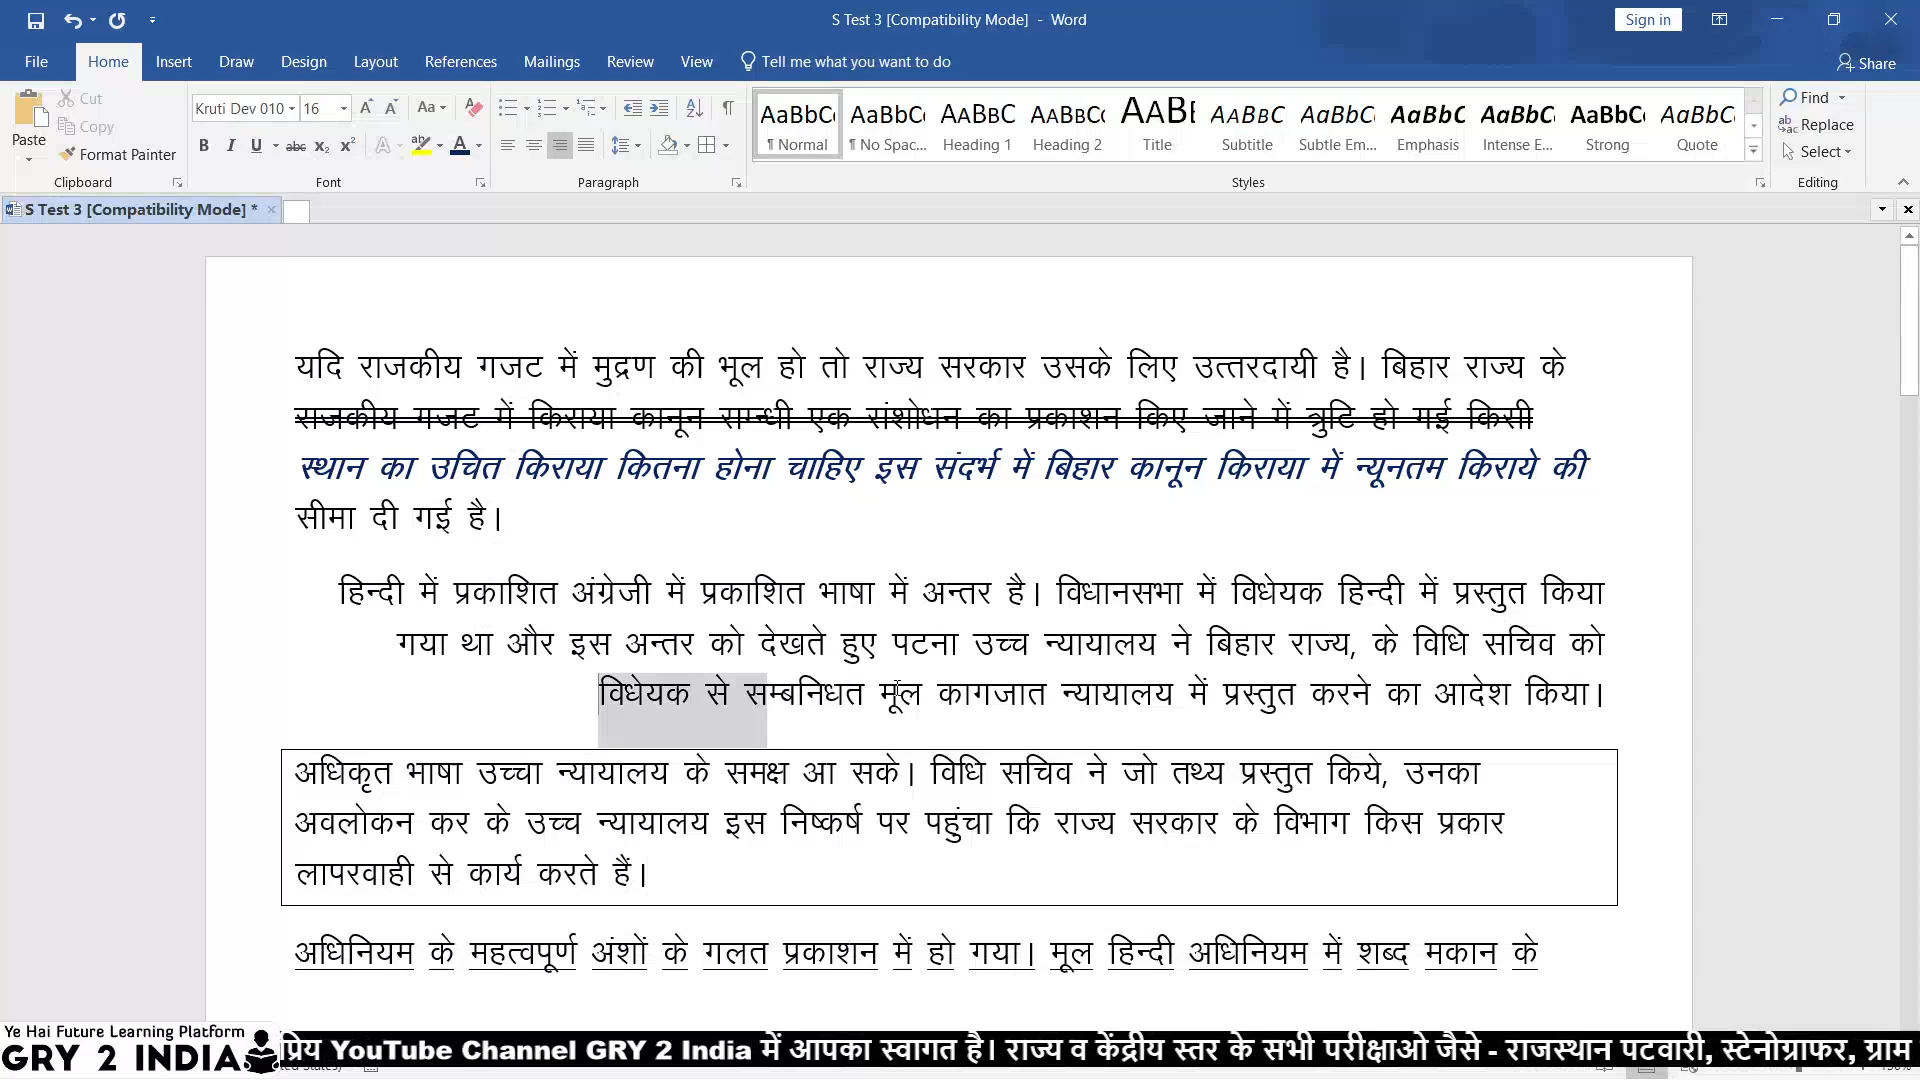 S Test 3 [Compatibility Mode] - Word
Sign in
File Home Insert Draw Design Layout References Mailings Review View Tell me what you want to do
Share
Paste
Cut
Copy
Format Painter
Clipboard
Kruti Dev 010 16
Font
Paragraph
AaBbCc AaBbCc AaBbC AaBbCc AaB AaBbC AaBbC AaBbC AaBbCc AaBbCc AaBbC
¶ Normal ¶ No Spac... Heading 1 Heading 2 Title Subtitle Subtle Em... Emphasis Intense E... Strong Quote
Styles
Find
Replace
Select
Editing
S Test 3 [Compatibility Mode] *
यदि राजकीय गजट में मुद्रण की भूल हो तो राज्य सरकार उसके लिए उत्तरदायी है। बिहार राज्य के
राजकीय गजट में किराया कानून सम्न्धी एक संशोधन का प्रकाशन किए जाने में त्रुटि हो गई किसी
स्थान का उचित किराया कितना होना चाहिए इस संदर्भ में बिहार कानून किराया में न्यूनतम किराये की
सीमा दी गई है।
हिन्दी में प्रकाशित अंग्रेजी में प्रकाशित भाषा में अन्तर है। विधानसभा में विधेयक हिन्दी में प्रस्तुत किया
गया था और इस अन्तर को देखते हुए पटना उच्च न्यायालय ने बिहार राज्य, के विधि सचिव को
विधेयक से सम्बनिधत मूल कागजात न्यायालय में प्रस्तुत करने का आदेश किया।
अधिकृत भाषा उच्चा न्यायालय के समक्ष आ सके। विधि सचिव ने जो तथ्य प्रस्तुत किये, उनका
अवलोकन कर के उच्च न्यायालय इस निष्कर्ष पर पहुंचा कि राज्य सरकार के विभाग किस प्रकार
लापरवाही से कार्य करते हैं।
अधिनियम के महत्वपूर्ण अंशों के गलत प्रकाशन में हो गया। मूल हिन्दी अधिनियम में शब्द मकान के
Ye Hai Future Learning Platform
GRY 2 INDIA
प्रिय YouTube Channel GRY 2 India में आपका स्वागत है। राज्य व केंद्रीय स्तर के सभी परीक्षाओ जैसे - राजस्थान पटवारी, स्टेनोग्राफर, ग्राम